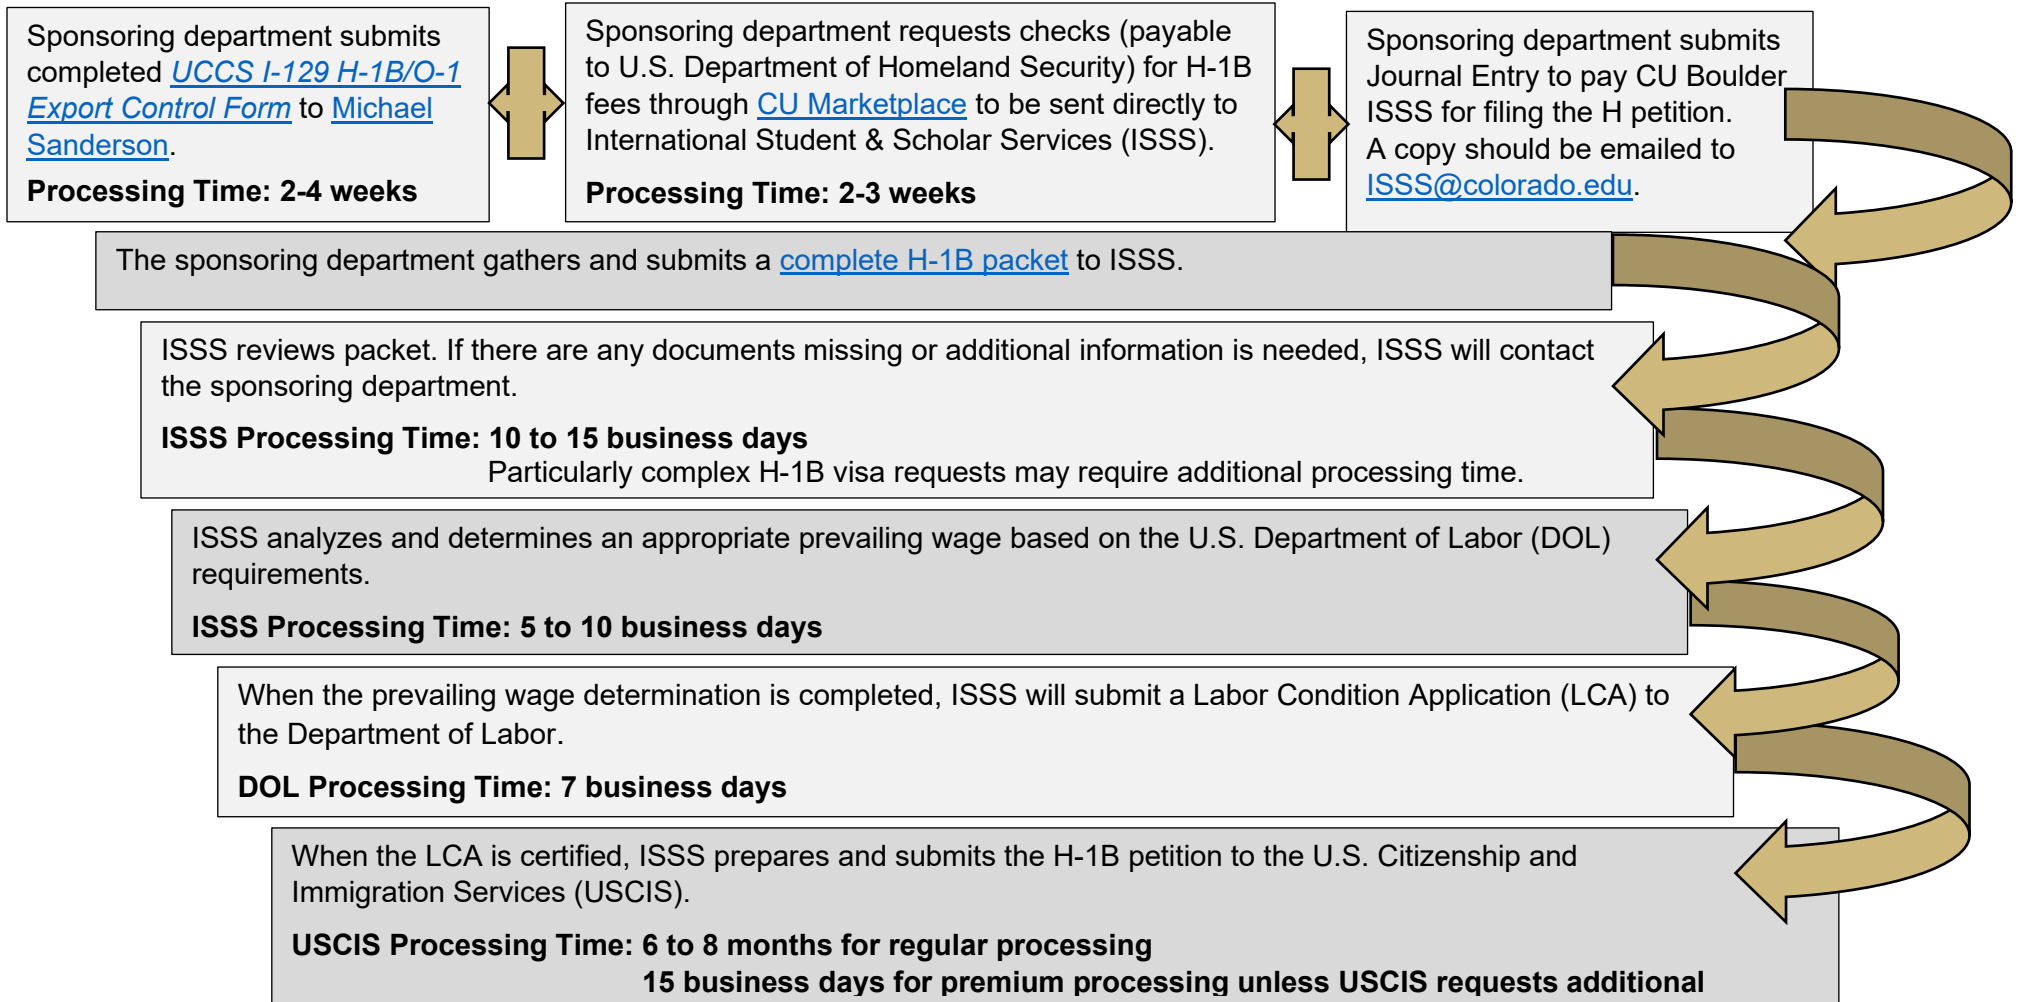 Sponsoring department submits
completed UCCS I-129 H-1B/O-1
Export Control Form to Michael
Sanderson.
Processing Time: 2-4 weeks
Sponsoring department requests checks (payable
to U.S. Department of Homeland Security) for H-1B
fees through CU Marketplace to be sent directly to
International Student & Scholar Services (ISSS).
Processing Time: 2-3 weeks
Sponsoring department submits
Journal Entry to pay CU Boulder
ISSS for filing the H petition.
A copy should be emailed to
ISSS@colorado.edu.
The sponsoring department gathers and submits a complete H-1B packet to ISSS.
ISSS reviews packet. If there are any documents missing or additional information is needed, ISSS will contact
the sponsoring department.
ISSS Processing Time: 10 to 15 business days
Particularly complex H-1B visa requests may require additional processing time.
ISSS analyzes and determines an appropriate prevailing wage based on the U.S. Department of Labor (DOL)
requirements.
ISSS Processing Time: 5 to 10 business days
When the prevailing wage determination is completed, ISSS will submit a Labor Condition Application (LCA) to
the Department of Labor.
DOL Processing Time: 7 business days
When the LCA is certified, ISSS prepares and submits the H-1B petition to the U.S. Citizenship and
Immigration Services (USCIS).
USCIS Processing Time: 6 to 8 months for regular processing
15 business days for premium processing unless USCIS requests additional